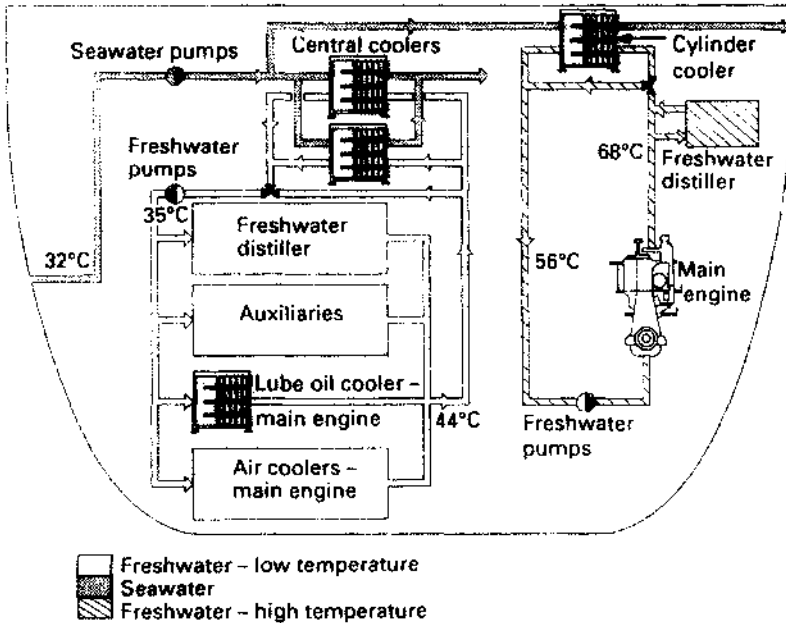 Seawater pumps
Central coolers
Cylinder
cooler
Freshwater
pumps
35°C
68°C
Freshwater
distiller
Freshwater
distiller
32°C
56°C
Main
engine
Auxiliaries
Lube oil cooler –
main engine
44°C
Freshwater
pumps
Air coolers –
main engine
Freshwater – low temperature
Seawater
Freshwater – high temperature